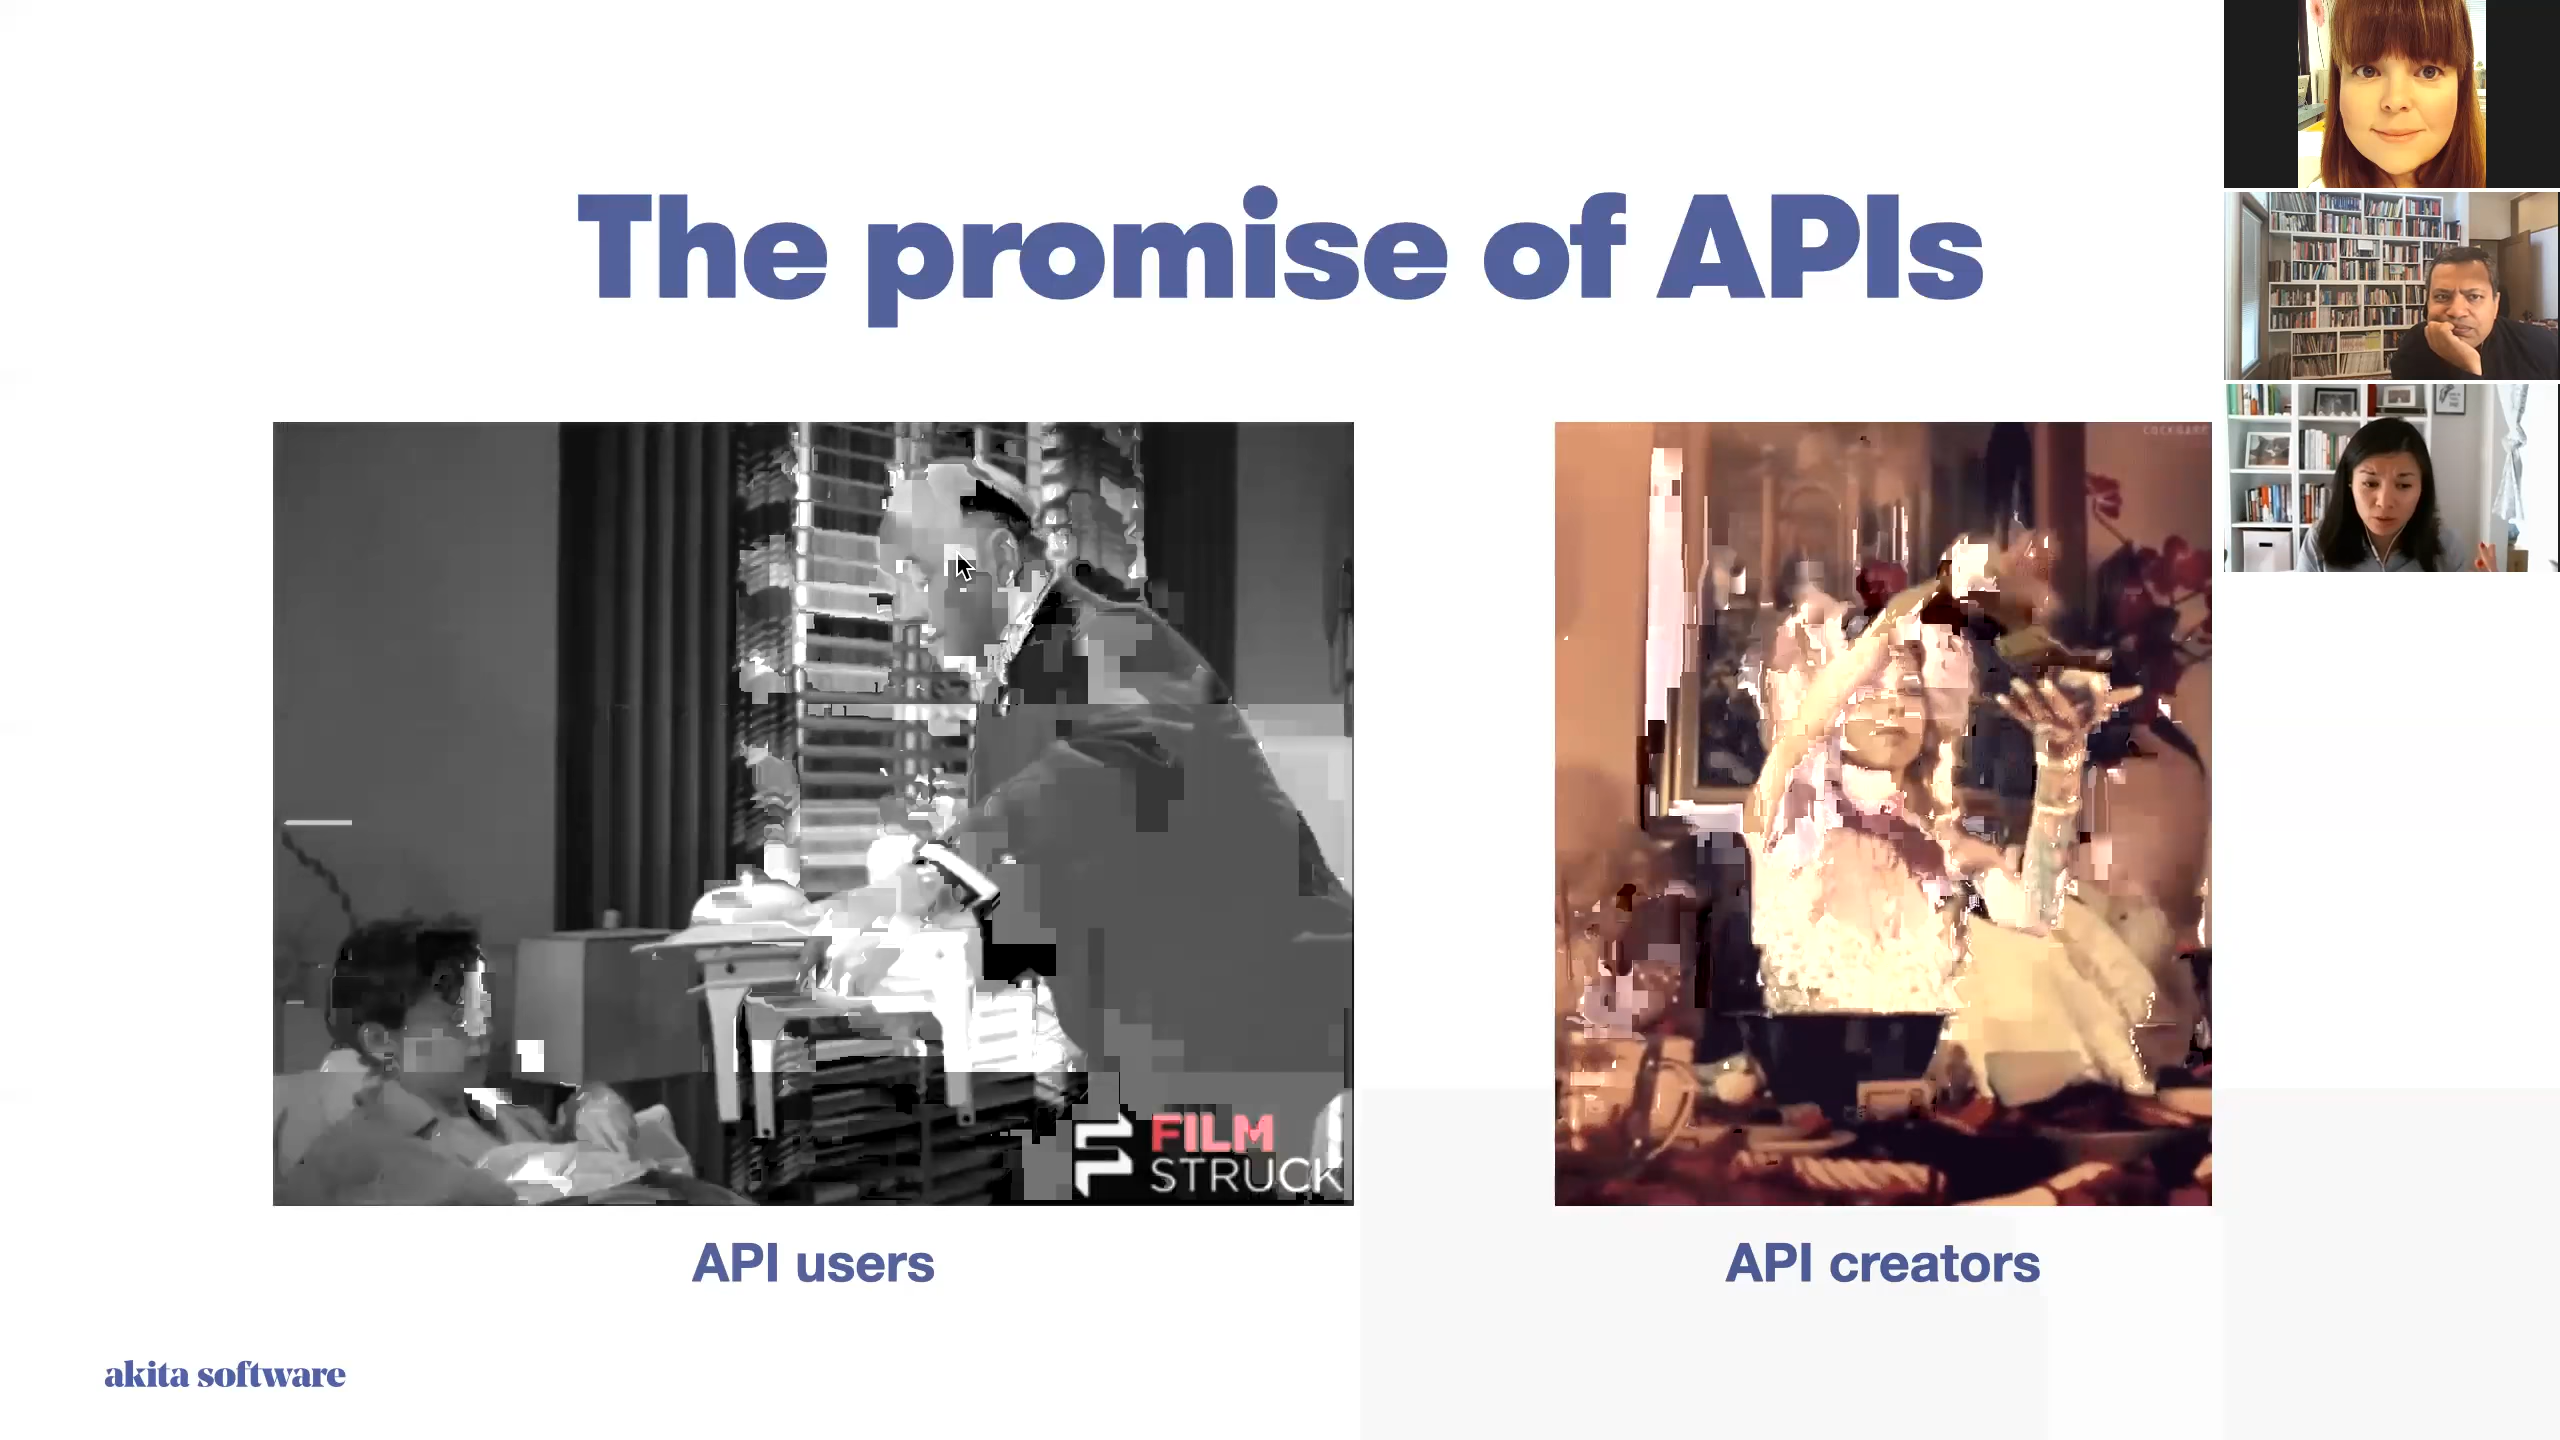 The promise of APIs
FILM
STRUCK
API users
API creators
akita software